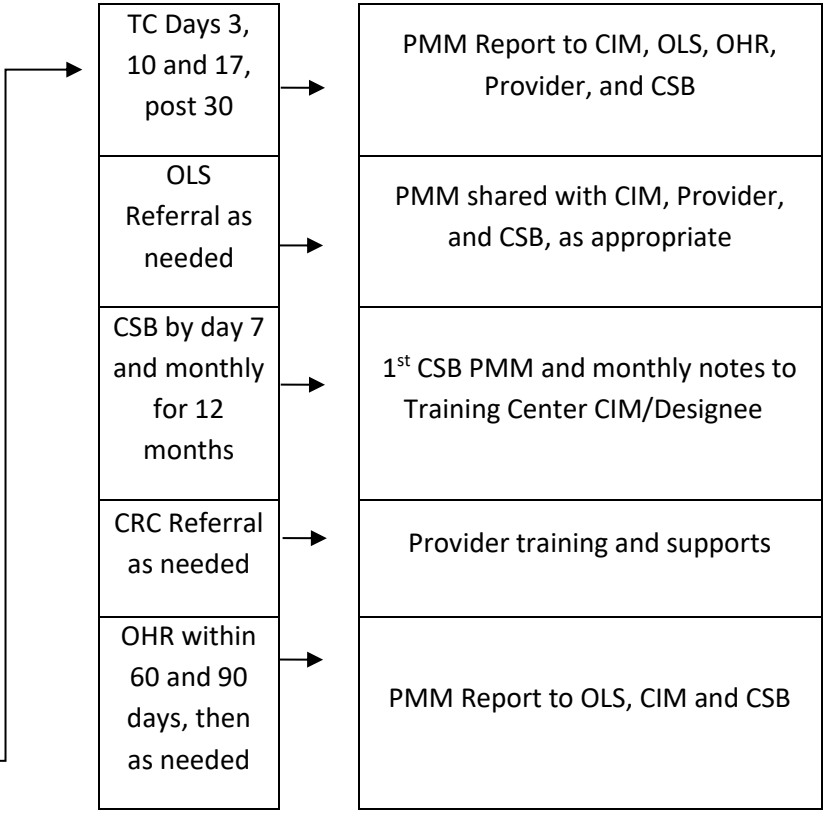 TC Days 3,
10 and 17,
post 30
PMM Report to CIM, OLS, OHR,
Provider, and CSB
OLS
Referral as
needed
PMM shared with CIM, Provider,
and CSB, as appropriate
CSB by day 7
and monthly
for 12
months
1st CSB PMM and monthly notes to
Training Center CIM/Designee
CRC Referral
as needed
Provider training and supports
OHR within
60 and 90
days, then
as needed
PMM Report to OLS, CIM and CSB